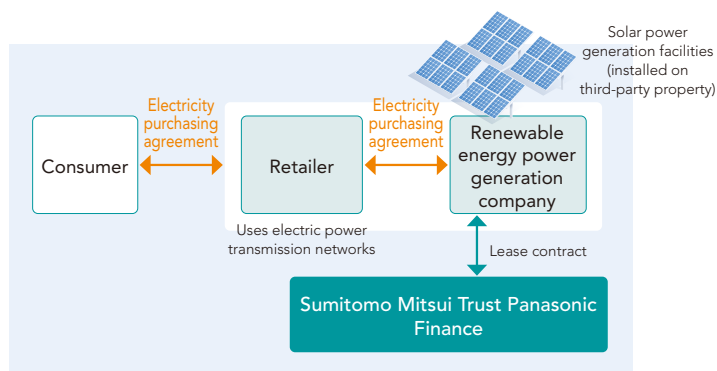 Solar power
generation facilities
(installed on
third-party property)
Electricity
purchasing
agreement
Electricity
purchasing
agreement
Consumer
Retailer
Renewable
energy power
generation
company
Uses electric power
transmission networks
Lease contract
Sumitomo Mitsui Trust Panasonic
Finance